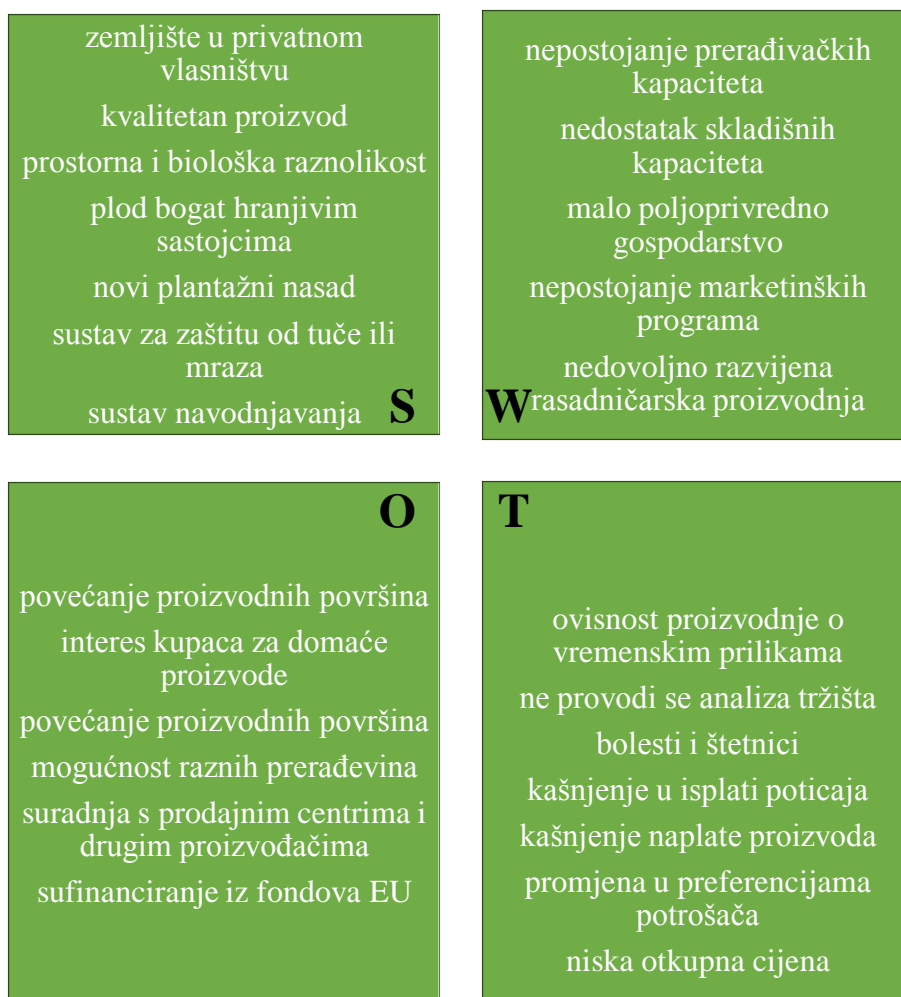 zemljište u privatnom
vlasništvu
kvalitetan proizvod
prostorna i biološka raznolikost
plod bogat hranjivim
sastojcima
novi plantažni nasad
sustav za zaštitu od tuče ili
mraza
sustav navodnjavanja
S
nepostojanje prerađivačkih
kapaciteta
nedostatak skladišnih
kapaciteta
malo poljoprivredno
gospodarstvo
nepostojanje marketinških
programa
nedovoljno razvijena
rasadničarska proizvodnja
W
O
povećanje proizvodnih površina
interes kupaca za domaće
proizvode
povećanje proizvodnih površina
mogućnost raznih prerađevina
suradnja s prodajnim centrima i
drugim proizvođačima
sufinanciranje iz fondova EU
T
ovisnost proizvodnje o
vremenskim prilikama
ne provodi se analiza tržišta
bolesti i štetnici
kašnjenje u isplati poticaja
kašnjenje naplate proizvoda
promjena u preferencijama
potrošača
niska otkupna cijena